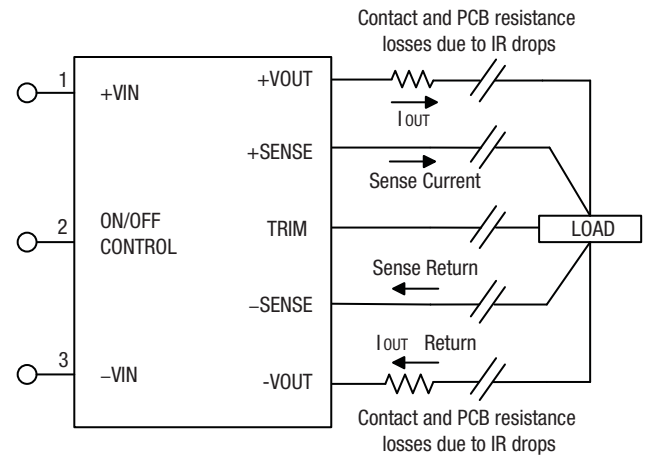 Contact and PCB resistance
losses due to IR drops
1
+VIN
+VOUT
IOUT
+SENSE
Sense Current
2
ON/OFF
CONTROL
TRIM
LOAD
Sense Return
−SENSE
IOUT Return
3
−VIN
-VOUT
Contact and PCB resistance
losses due to IR drops